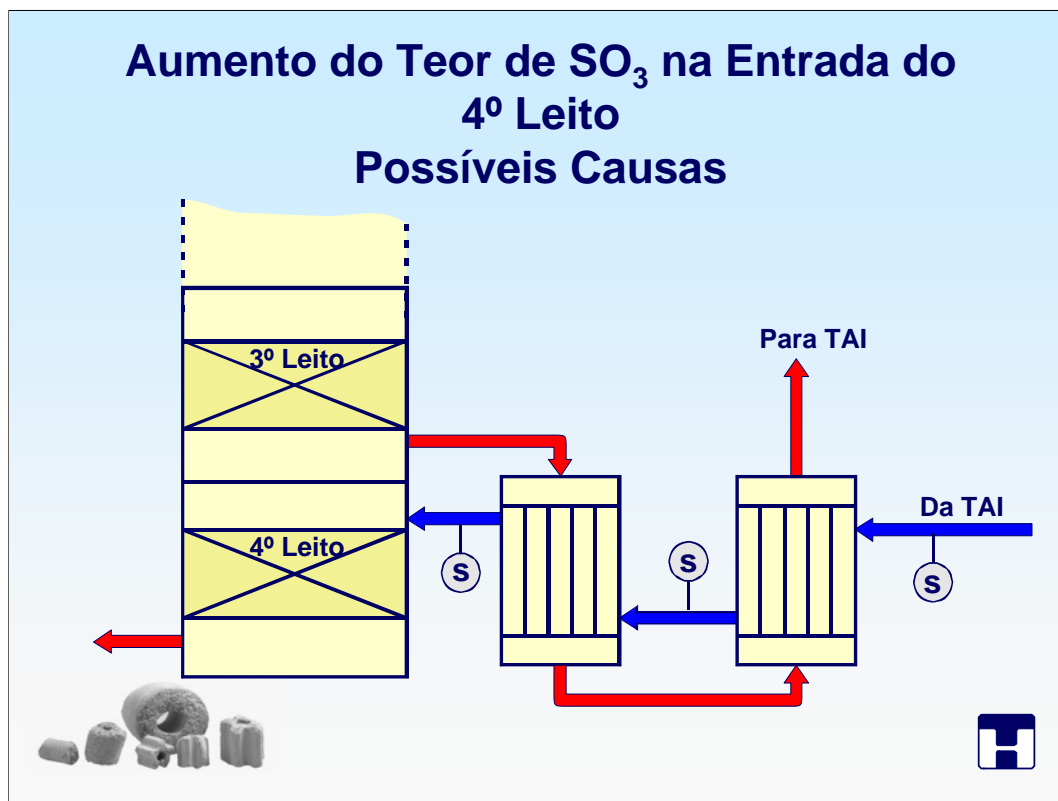 Aumento do Teor de SO₃ na Entrada do
4º Leito
Possíveis Causas
3º Leito
Para TAI
Da TAI
4º Leito
S
S
S